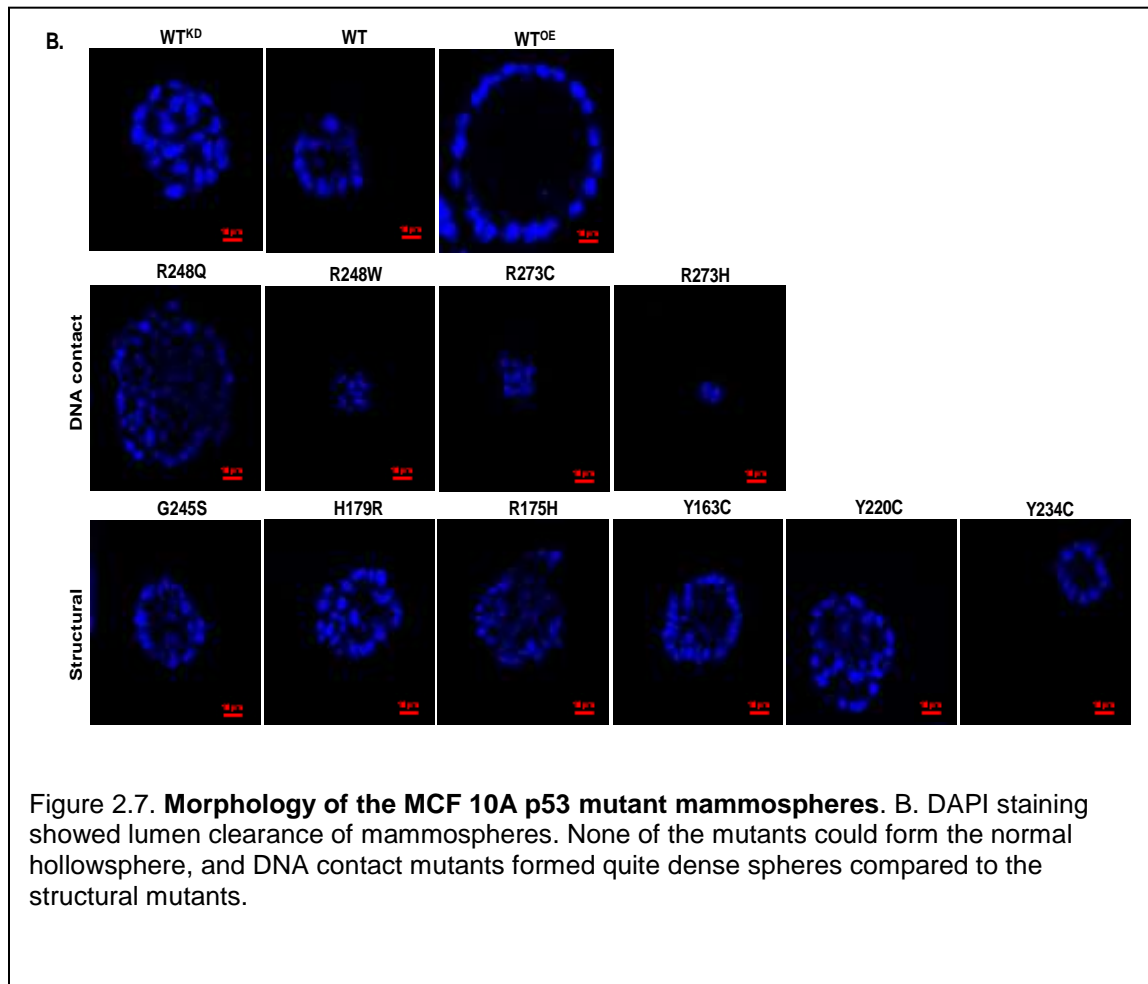 B.
WTKD WT WTOE
R248Q R248W R273C R273H
DNA contact
G245S H179R R175H Y163C Y220C Y234C
Structural
Figure 2.7. Morphology of the MCF 10A p53 mutant mammospheres. B. DAPI staining
showed lumen clearance of mammospheres. None of the mutants could form the normal
hollowsphere, and DNA contact mutants formed quite dense spheres compared to the
structural mutants.